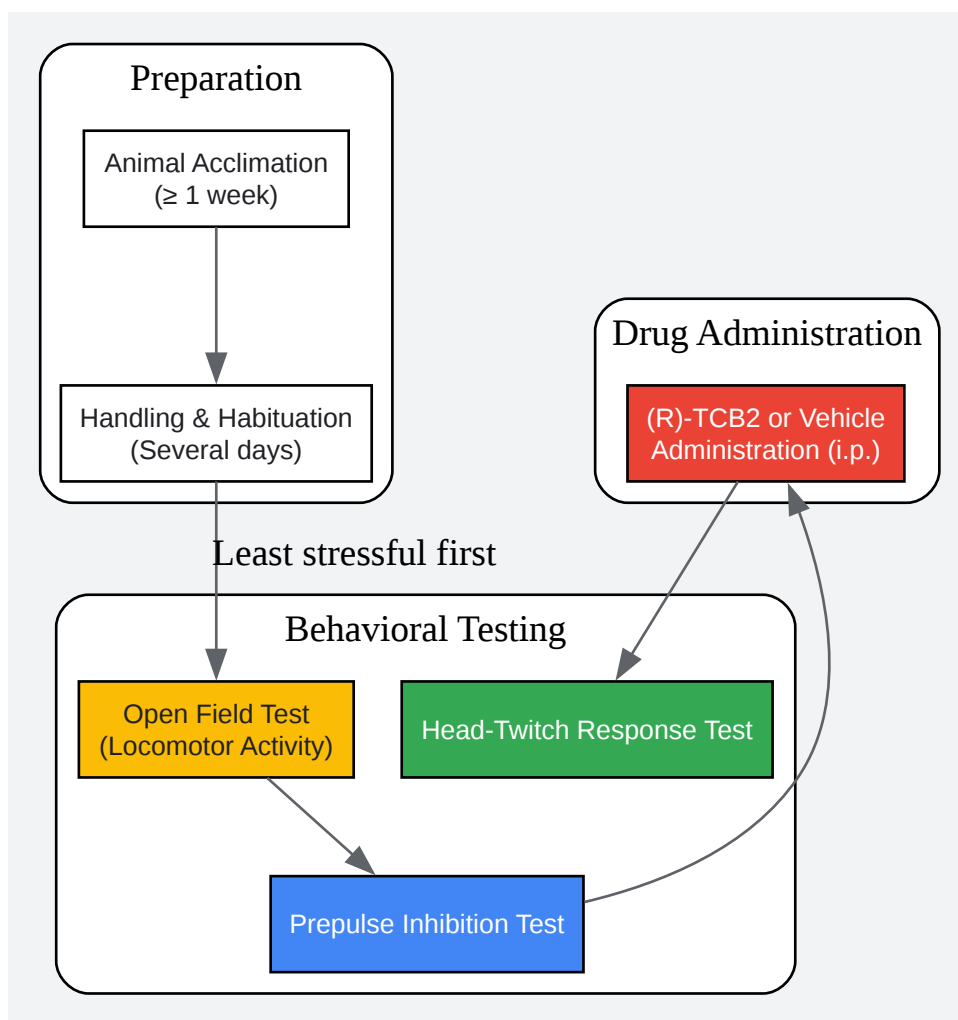 Preparation
Animal Acclimation
(≥ 1 week)
Handling & Habituation
(Several days)
Drug Administration
(R)-TCB2 or Vehicle
Administration (i.p.)
Least stressful first
Behavioral Testing
Open Field Test
(Locomotor Activity)
Head-Twitch Response Test
Prepulse Inhibition Test